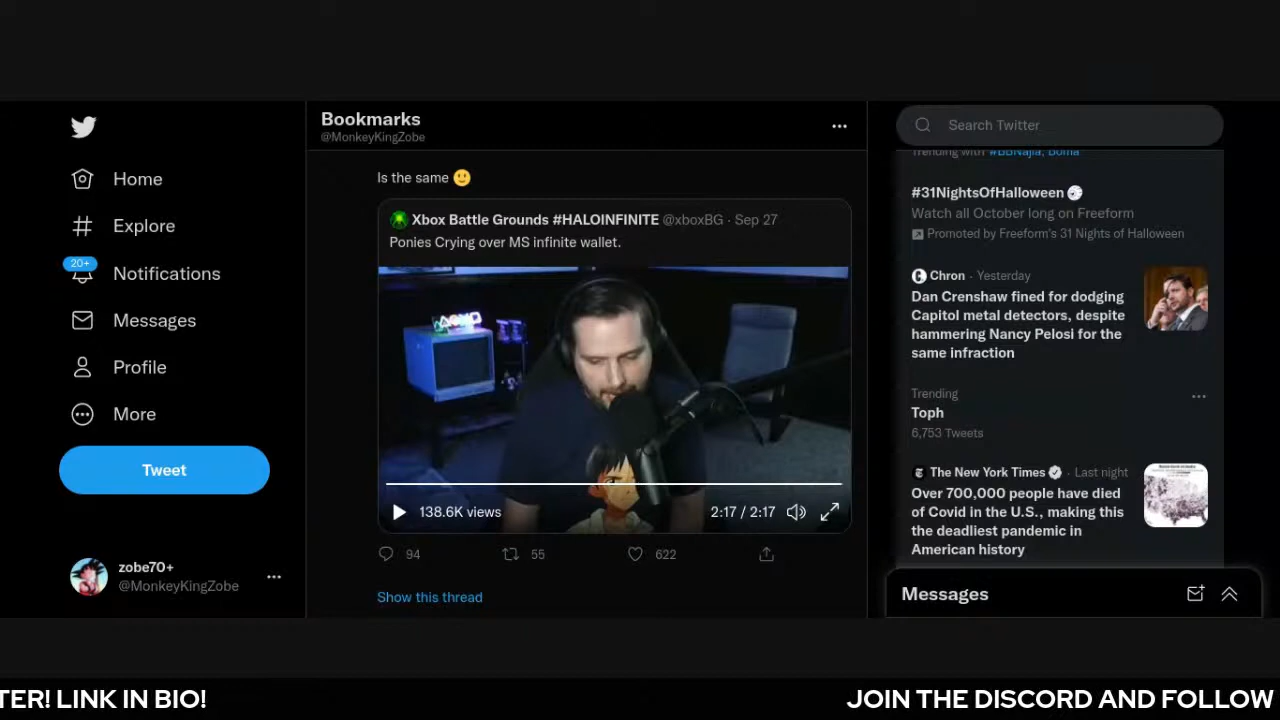 Home
Explore
20+
Notifications
Messages
Profile
More
Tweet
zobe70+
@MonkeyKingZobe
Bookmarks
@MonkeyKingZobe
Is the same
Xbox Battle Grounds #HALOINFINITE @xboxBG · Sep 27
Ponies Crying over MS infinite wallet.
138.6K views
2:17 / 2:17
94
55
622
Show this thread
Search Twitter
Trending with #BBNaija, Boma
#31NightsOfHalloween
Watch all October long on Freeform
Promoted by Freeform's 31 Nights of Halloween
Chron · Yesterday
Dan Crenshaw fined for dodging
Capitol metal detectors, despite
hammering Nancy Pelosi for the
same infraction
Trending
Toph
6,753 Tweets
The New York Times · Last night
Over 700,000 people have died
of Covid in the U.S., making this
the deadliest pandemic in
American history
Messages
TER! LINK IN BIO!
JOIN THE DISCORD AND FOLLOW